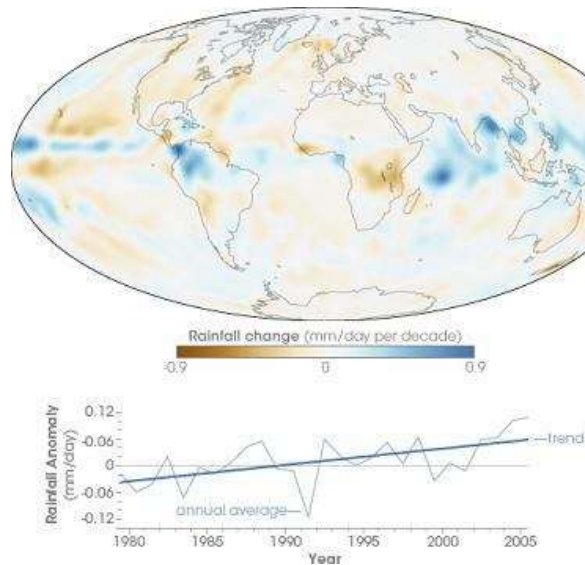 Rainfall change (mm/day per decade)
-0.9 0 0.9
Rainfall Anomaly
(mm/day)
0.12
-0.06
0
-0.06
-0.12
trend
annual average
1980 1985 1990 1995 2000 2005
Year